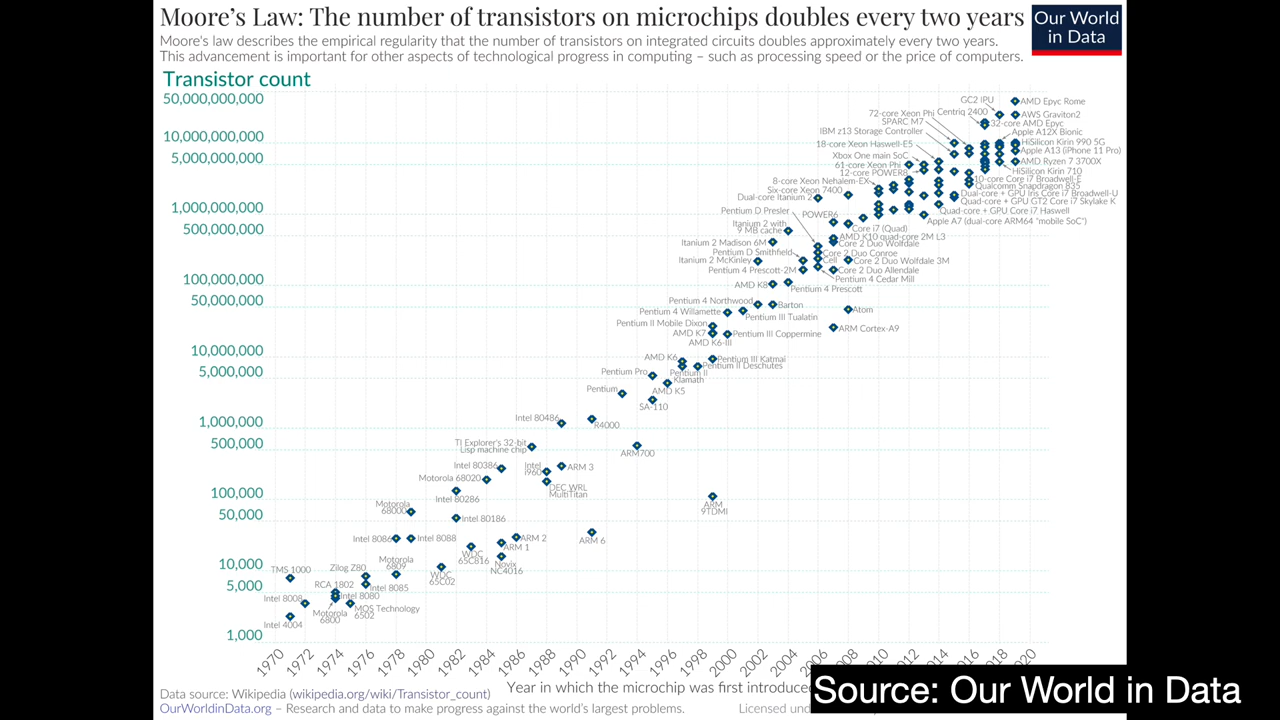 Moore's Law: The number of transistors on microchips doubles every two years
Our World
in Data
Moore's law describes the empirical regularity that the number of transistors on integrated circuits doubles approximately every two years.
This advancement is important for other aspects of technological progress in computing – such as processing speed or the price of computers.
Transistor count
50,000,000,000
10,000,000,000
5,000,000,000
1,000,000,000
500,000,000
100,000,000
50,000,000
10,000,000
5,000,000
1,000,000
500,000
100,000
50,000
10,000
5,000
1,000
GC2 IPU
AMD Epyc Rome
72-core Xeon Phi
Centriq 2400
AWS Graviton2
SPARC M7
32-core AMD Epyc
IBM z13 Storage Controller
Apple A12X Bionic
18-core Xeon Haswell-E5
HiSilicon Kirin 990 5G
Xbox One main SoC
Apple A13 (iPhone 11 Pro)
61-core Xeon Phi
AMD Ryzen 7 3700X
12-core POWER8
HiSilicon Kirin 710
8-core Xeon Nehalem-EX
10-core Core i7 Broadwell-E
Six-core Xeon 7400
Qualcomm Snapdragon 835
Dual-core Itanium 2
Dual-core + GPU Iris Core i7 Broadwell-U
Quad-core + GPU GT2 Core i7 Skylake K
Pentium D Presler
POWER6
Quad-core + GPU Core i7 Haswell
Apple A7 (dual-core ARM64 "mobile SoC")
Itanium 2 with
9 MB cache
Core i7 (Quad)
AMD K10 quad-core 2M L3
Itanium 2 Madison 6M
Core 2 Duo Wolfdale
Pentium D Smithfield
Core 2 Duo Conroe
Itanium 2 McKinley
Cell
Core 2 Duo Wolfdale 3M
Pentium 4 Prescott-2M
Core 2 Duo Allendale
Pentium 4 Cedar Mill
AMD K8
Pentium 4 Prescott
Pentium 4 Northwood
Barton
Atom
Pentium 4 Willamette
Pentium III Tualatin
Pentium II Mobile Dixon
ARM Cortex-A9
AMD K7
Pentium III Coppermine
AMD K6-III
AMD K6
Pentium III Katmai
Pentium II Deschutes
Pentium Pro
Pentium II
Klamath
Pentium
AMD K5
SA-110
Intel 80486
R4000
TI Explorer's 32-bit
Lisp machine chip
ARM700
Intel 80386
Intel
i960
ARM 3
Motorola 68020
DEC WRL
MultiTitan
Intel 80286
ARM
9TDMI
Motorola
68000
Intel 80186
Intel 8086
Intel 8088
ARM 2
ARM 6
ARM 1
WDC
65C816
Novix
NC4016
Motorola
6809
WDC
65C02
TMS 1000
Zilog Z80
RCA 1802
Intel 8085
Intel 8008
Intel 8080
Motorola
6800
MOS Technology
6502
Intel 4004
1970 1972 1974 1976 1978 1980 1982 1984 1986 1988 1990 1992 1994 1996 1998 2000 2002 2004 2006 2008 2010 2012 2014 2016 2018 2020
Year in which the microchip was first introduced
Data source: Wikipedia (wikipedia.org/wiki/Transistor_count)
OurWorldinData.org – Research and data to make progress against the world's largest problems.
Licensed
Source: Our World in Data